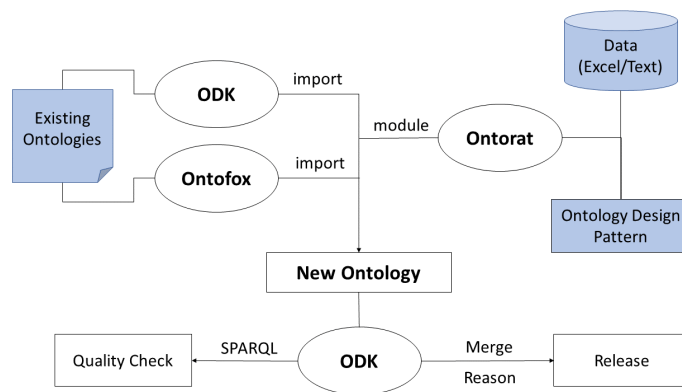 Data
(Excel/Text)
ODK
import
Existing
Ontologies
module
Ontorat
Ontofox
import
Ontology Design
Pattern
New Ontology
Quality Check
SPARQL
ODK
Merge
Reason
Release